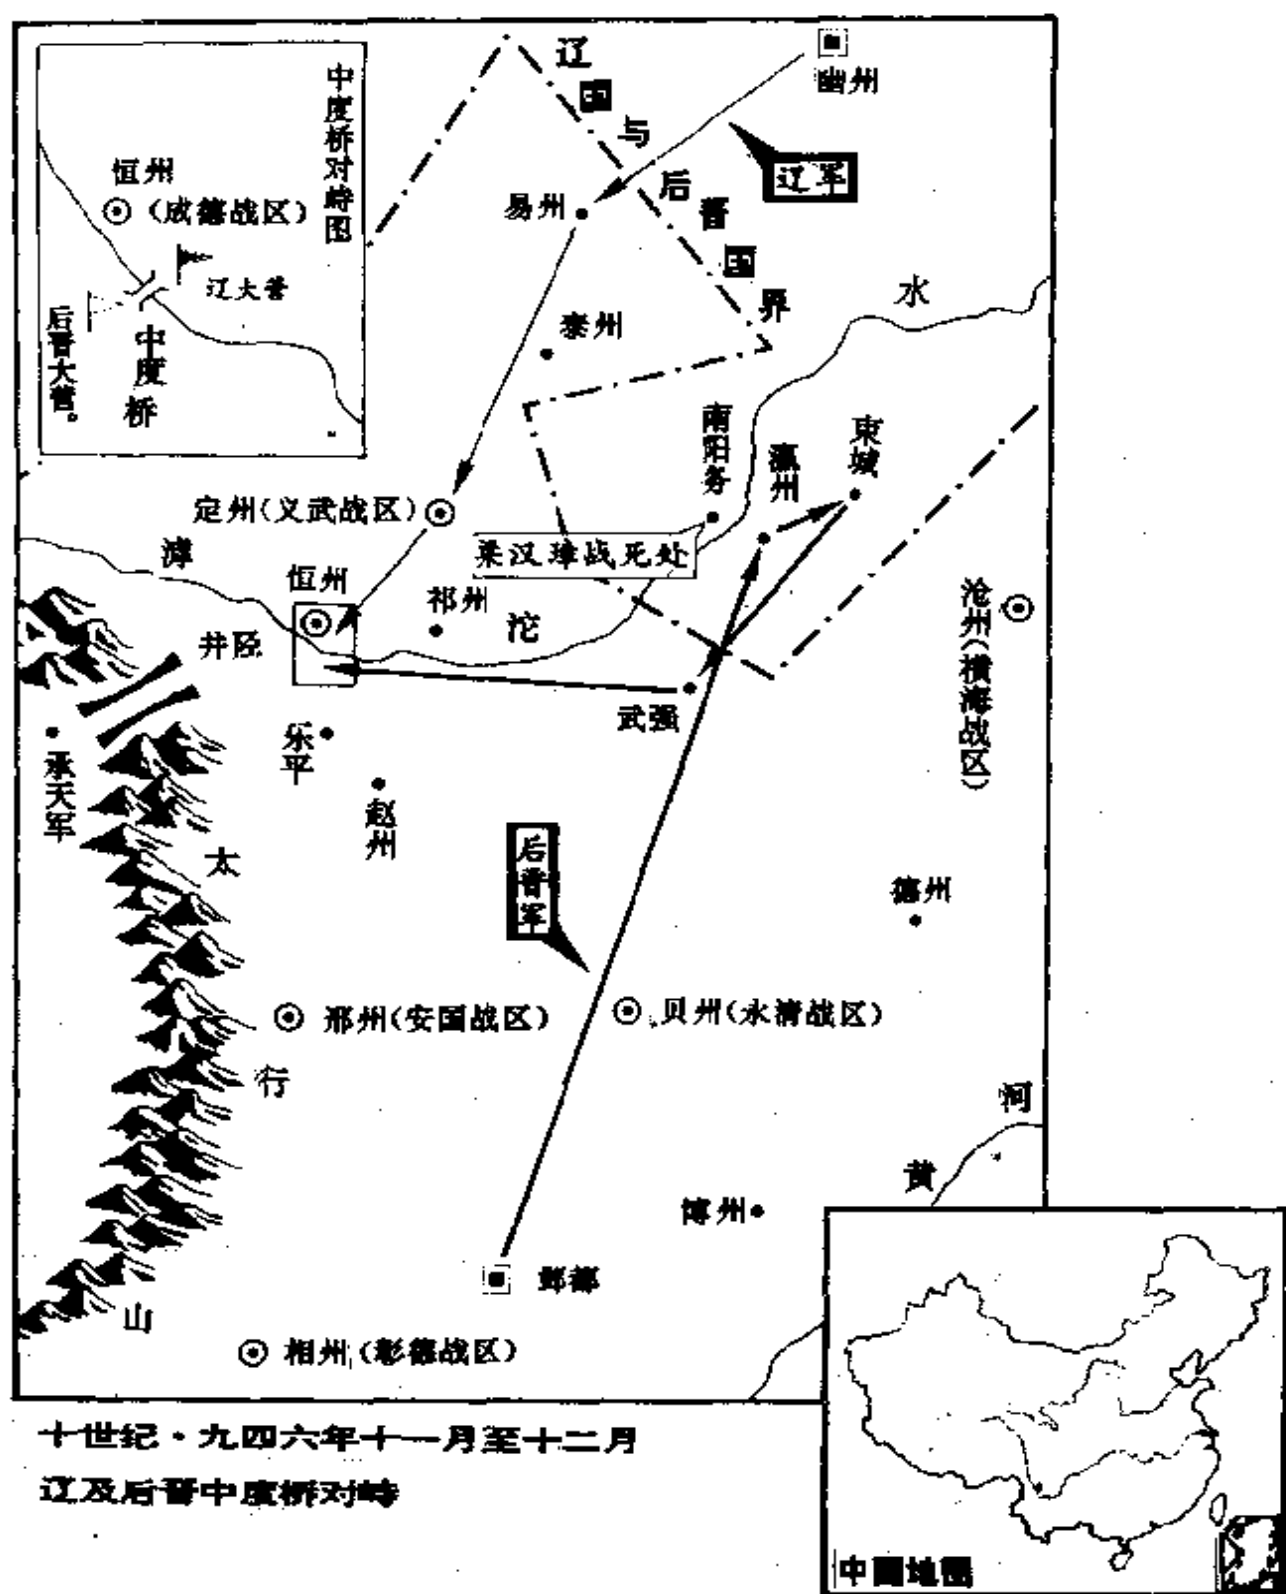 中度桥对峙图
恒州
(成德战区)
辽大营
中度桥
后晋大营。
辽国与后晋国界
幽州
辽军
易州
泰州
水
南阳务
瀛州
束城
定州(义武战区)
梁汉璋战死处
滹
恒州
祁州
沱
沧州(横海战区)
井陉
武强
乐平
承天军
赵州
太
后晋军
德州
邢州(安国战区)
贝州(永清战区)
行
河
黄
博州
邺都
山
相州(彰德战区)
十世纪·九四六年十一月至十二月
辽及后晋中度桥对峙
中国地图